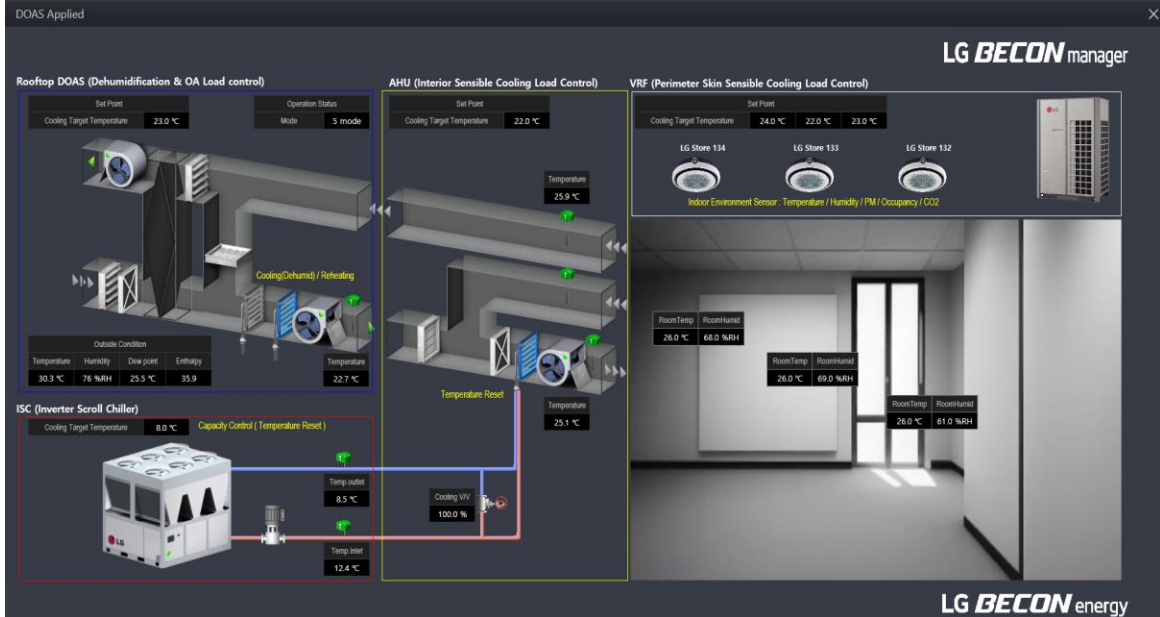 DOAS Applied
LG BECON manager
Rooftop DOAS (Dehumidification & OA Load control)
Set Point
Cooling Target Temperature 23.0 ℃
Operation Status
Mode 5 mode
Cooling(Dehumid) / Reheating
Outside Condition
Temperature Humidity Dew point Enthalpy
30.3 ℃ 76 %RH 25.5 ℃ 35.9
Temperature
22.7 ℃
AHU (Interior Sensible Cooling Load Control)
Set Point
Cooling Target Temperature 22.0 ℃
Temperature
25.9 ℃
Temperature Reset
Temperature
25.1 ℃
VRF (Perimeter Skin Sensible Cooling Load Control)
Set Point
Cooling Target Temperature 24.0 ℃ 22.0 ℃ 23.0 ℃
LG Store 134 LG Store 133 LG Store 132
Indoor Environment Sensor : Temperature / Humidity / PM / Occupancy / CO2
LG
RoomTemp RoomHumid
26.0 ℃ 68.0 %RH
RoomTemp RoomHumid
26.0 ℃ 69.0 %RH
RoomTemp RoomHumid
26.0 ℃ 61.0 %RH
ISC (Inverter Scroll Chiller)
Cooling Target Temperature 8.0 ℃
Capacity Control ( Temperature Reset )
LG
Temp.outlet
8.5 ℃
Temp.Inlet
12.4 ℃
Cooling V/V
100.0 %
LG BECON energy